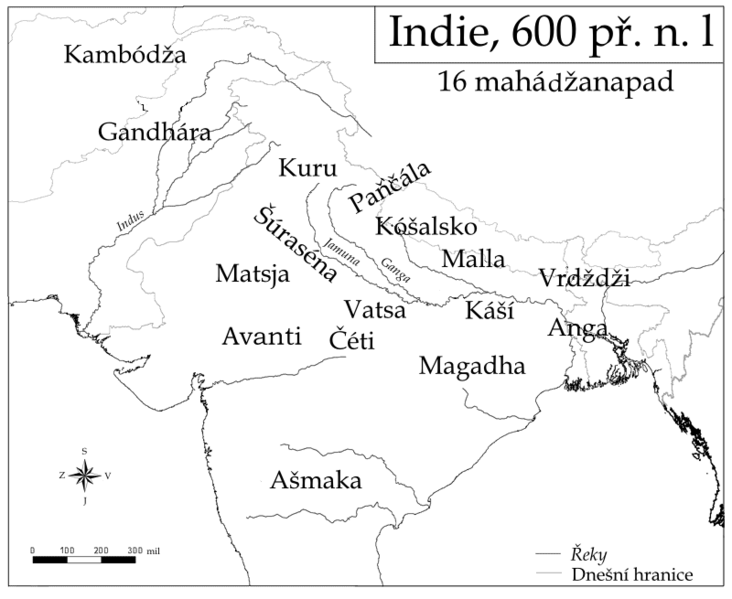 Indie, 600 př. n. l
16 mahádžanapad
Kambódža
Gandhára
Kuru
Paňčála
Indus
Šúraséna
Jamuna
Ganga
Kóšalsko
Malla
Matsja
Vrdždži
Vatsa
Káší
Anga
Avanti
Čéti
Magadha
Ašmaka
S
Z V
J
0 100 200 300 mil
Řeky
Dnešní hranice